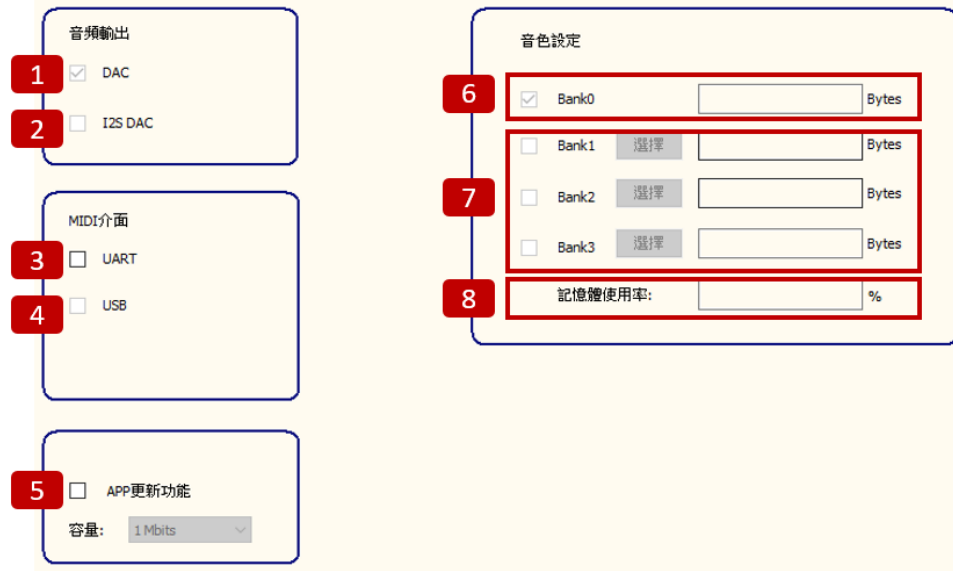 音頻輸出
1 DAC
2 I2S DAC
MIDI介面
3 UART
4 USB
5 APP更新功能
容量: 1 Mbits
音色設定
6 Bank0 Bytes
Bank1 選擇 Bytes
7 Bank2 選擇 Bytes
Bank3 選擇 Bytes
8 記憶體使用率: %